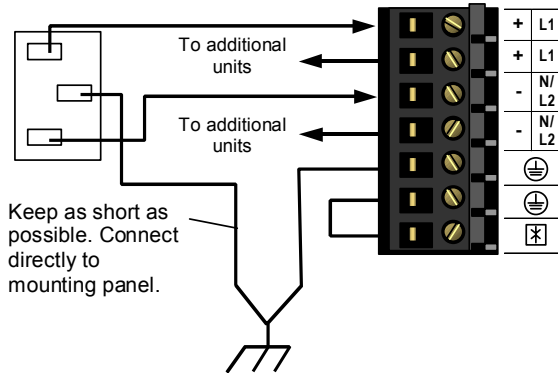 To additional
units
To additional
units
Keep as short as
possible. Connect
directly to
mounting panel.
+ L1
+ L1
- N/
L2
- N/
L2